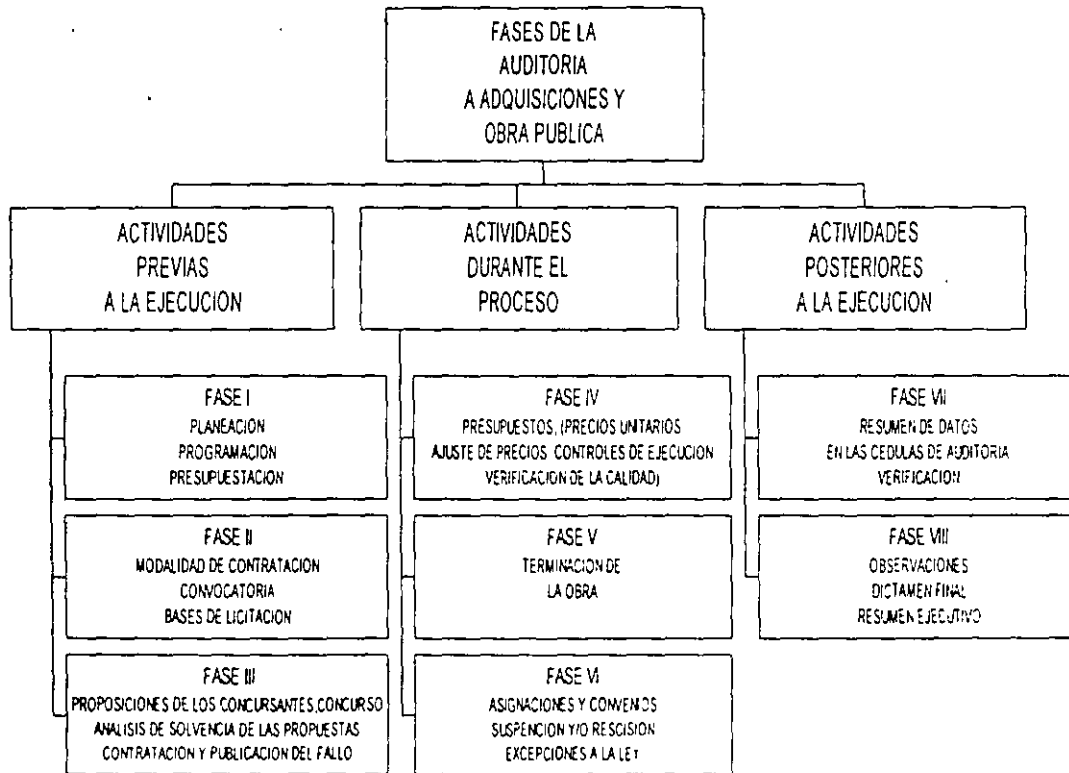 FASES DE LA
AUDITORIA
A ADQUISICIONES Y
OBRA PUBLICA
ACTIVIDADES
PREVIAS
A LA EJECUCION
ACTIVIDADES
DURANTE EL
PROCESO
ACTIVIDADES
POSTERIORES
A LA EJECUCION
FASE I
PLANEACION
PROGRAMACION
PRESUPUESTACION
FASE II
MODALIDAD DE CONTRATACION
CONVOCATORIA
BASES DE LICITACION
FASE III
PROPOSICIONES DE LOS CONCURSANTES,CONCURSO
ANALISIS DE SOLVENCIA DE LAS PROPUESTAS
CONTRATACION Y PUBLICACION DEL FALLO
FASE IV
PRESUPUESTOS, (PRECIOS UNITARIOS
AJUSTE DE PRECIOS CONTROLES DE EJECUCION
VERIFICACION DE LA CALIDAD)
FASE V
TERMINACION DE
LA OBRA
FASE VI
ASIGNACIONES Y CONVENIOS
SUSPENCION Y/O RESCISION
EXCEPCIONES A LA LEY
FASE VII
RESUMEN DE DATOS
EN LAS CEDULAS DE AUDITORIA
VERIFICACION
FASE VIII
OBSERVACIONES
DICTAMEN FINAL
RESUMEN EJECUTIVO